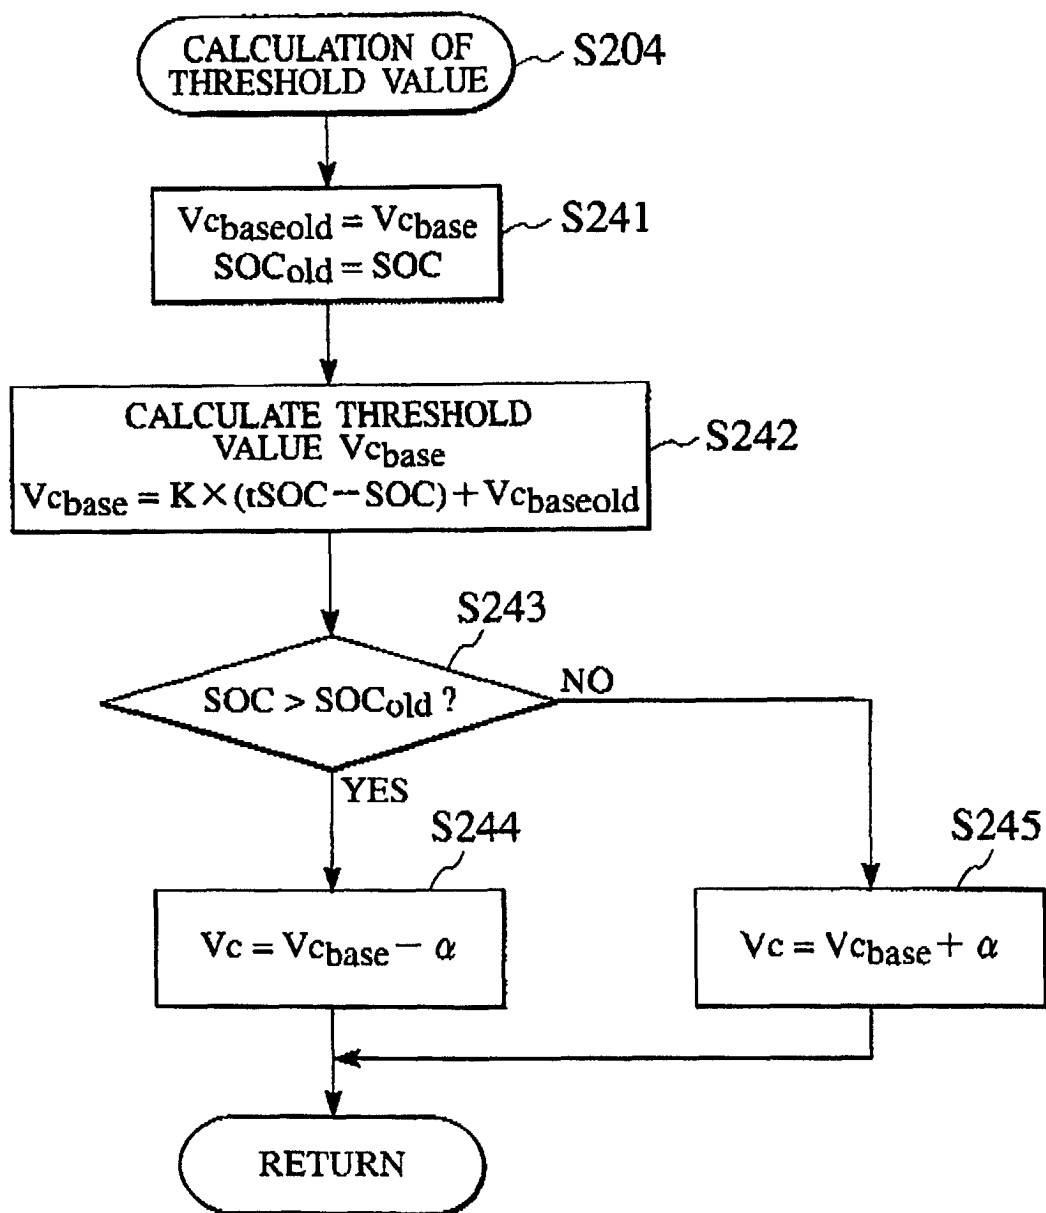 CALCULATION OF
THRESHOLD VALUE
S204
Vcbaseold = Vcbase
SOCold = SOC
S241
CALCULATE THRESHOLD
VALUE Vcbase
Vcbase = K × (tSOC − SOC) + Vcbaseold
S242
S243
SOC > SOCold ?
NO
YES
S244
S245
Vc = Vcbase − α
Vc = Vcbase + α
RETURN